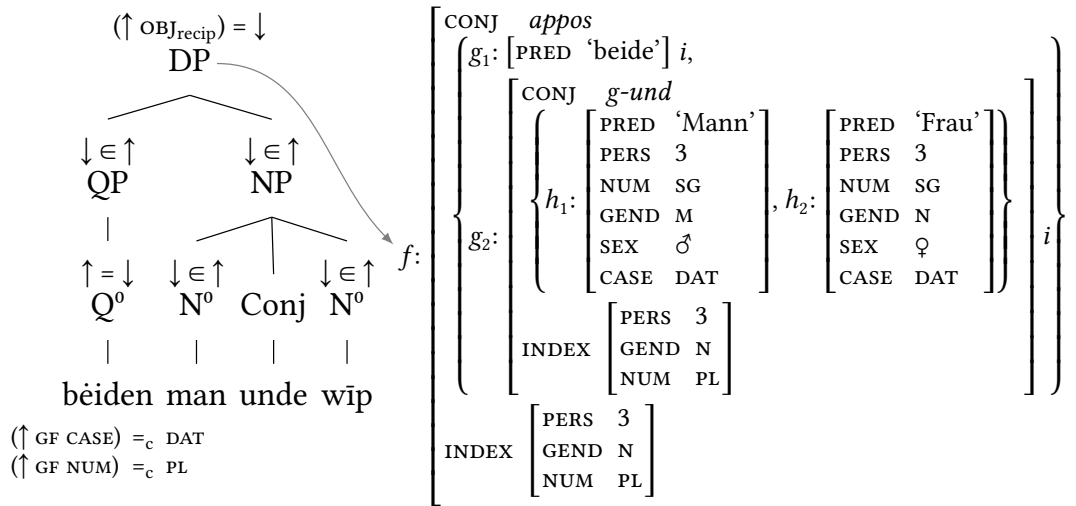 (↑ OBJrecip) = ↓
DP
↓ ∈ ↑ ↓ ∈ ↑
QP NP
↑ = ↓ ↓ ∈ ↑ ↓ ∈ ↑
Q⁰ N⁰ Conj N⁰
bėiden man unde wīp
(↑ GF CASE) =c DAT
(↑ GF NUM) =c PL
f:
CONJ appos
g₁: [PRED ‘beide’] i,
g₂:
CONJ g-und
h₁:
PRED ‘Mann’
PERS 3
NUM SG
GEND M
SEX ♂
CASE DAT
, h₂:
PRED ‘Frau’
PERS 3
NUM SG
GEND N
SEX ♀
CASE DAT
INDEX
PERS 3
GEND N
NUM PL
i
INDEX
PERS 3
GEND N
NUM PL